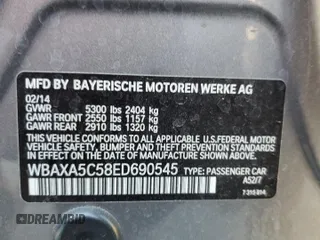 MFD BY BAYERISCHE MOTOREN WERKE AG
02/14
GVWR 5300 lbs 2404 kg
GAWR FRONT 2550 lbs 1157 kg
GAWR REAR 2910 lbs 1320 kg
THIS VEHICLE CONFORMS TO ALL APPLICABLE U.S. FEDERAL MOTOR
VEHICLE SAFETY, BUMPER AND THEFT PREVENTION STANDARDS
IN EFFECT ON THE DATE OF MANUFACTURE SHOWN ABOVE.
WBAXA5C58ED690545 TYPE: PASSENGER CAR
A52/7